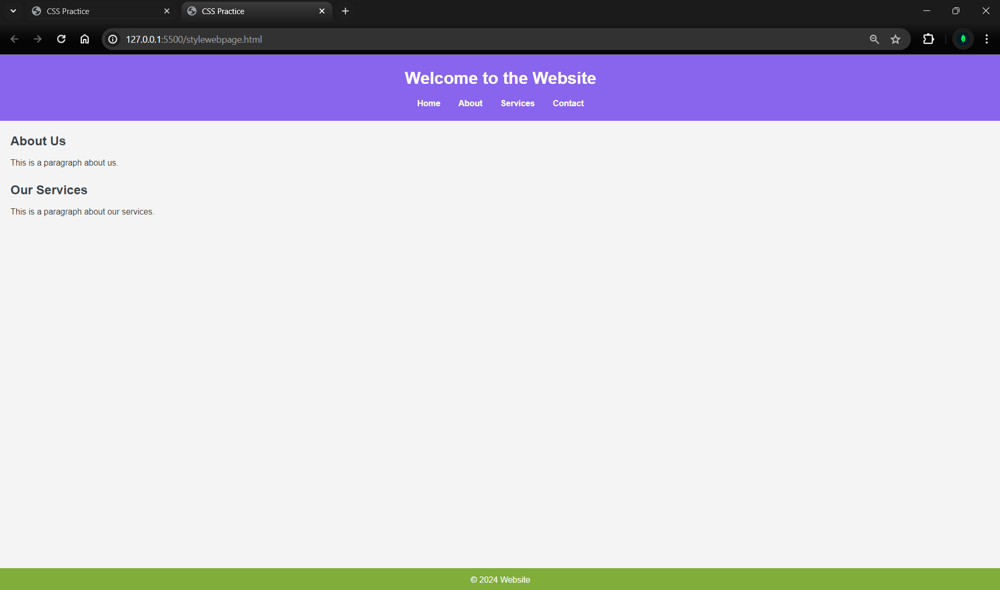 CSS Practice
CSS Practice
127.0.0.1:5500/stylewebpage.html
Welcome to the Website
Home About Services Contact
About Us
This is a paragraph about us.
Our Services
This is a paragraph about our services.
© 2024 Website